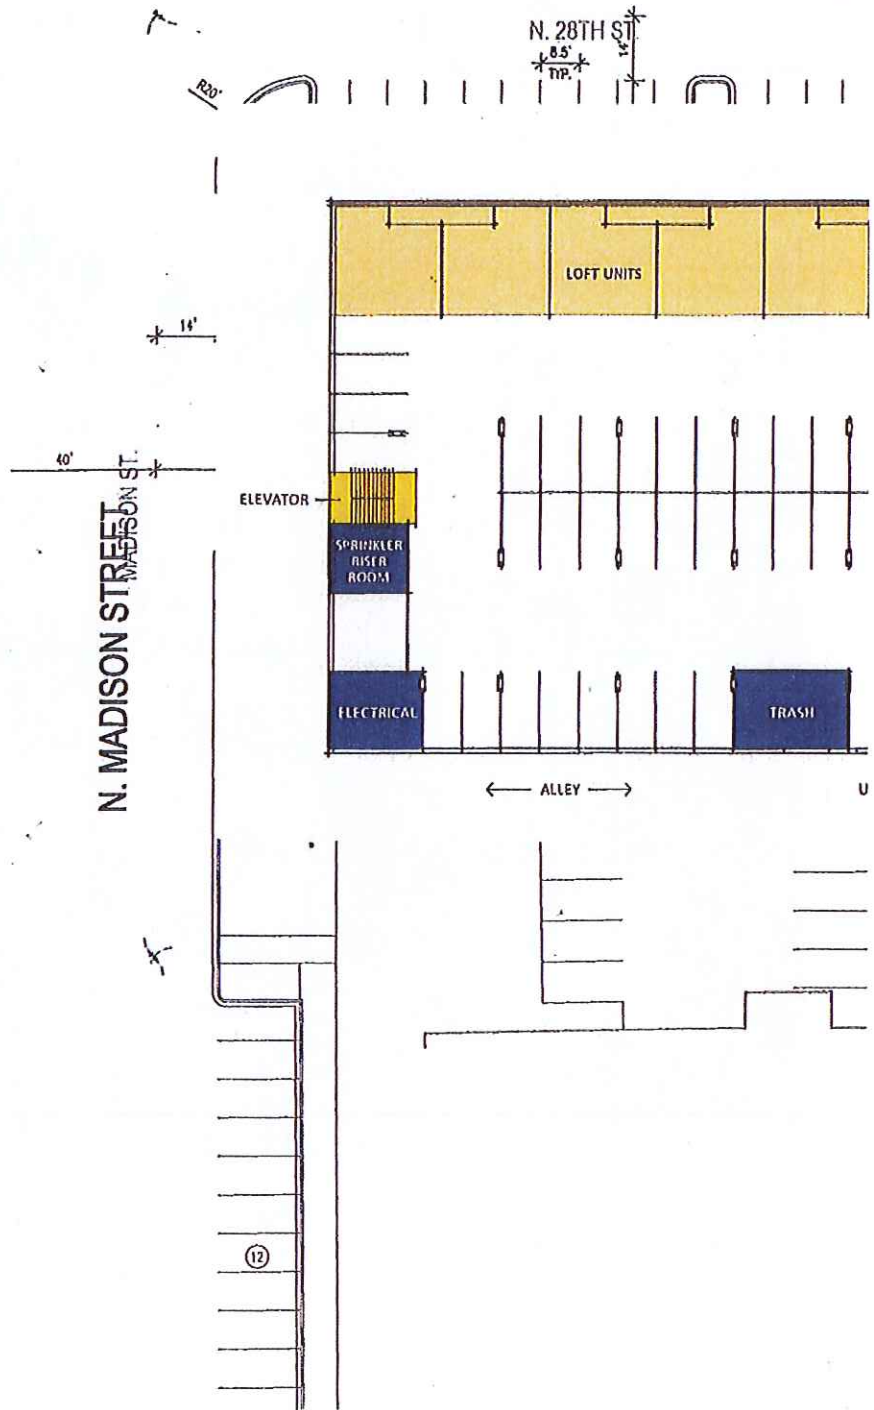 N. 28TH ST
8.5'
TYP.
14'
R20'
LOFT UNITS
14'
40'
MADISON ST.
N. MADISON STREET
ELEVATOR
SPRINKLER
RISER
ROOM
ELECTRICAL
TRASH
ALLEY
U
12